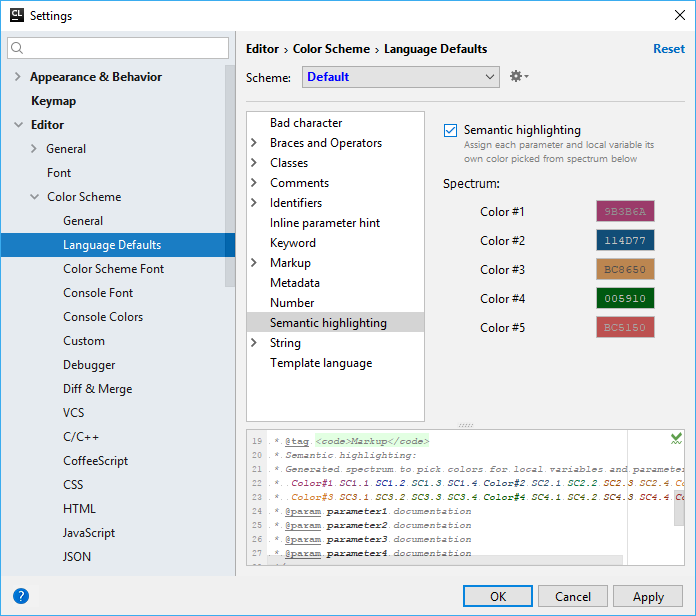 CL Settings
Appearance & Behavior
Keymap
Editor
General
Font
Color Scheme
General
Language Defaults
Color Scheme Font
Console Font
Console Colors
Custom
Debugger
Diff & Merge
VCS
C/C++
CoffeeScript
CSS
HTML
JavaScript
JSON
Editor › Color Scheme › Language Defaults
Reset
Scheme:
Default
Bad character
Braces and Operators
Classes
Comments
Identifiers
Inline parameter hint
Keyword
Markup
Metadata
Number
Semantic highlighting
String
Template language
Semantic highlighting
Assign each parameter and local variable its
own color picked from spectrum below
Spectrum:
Color #1 9B3B6A
Color #2 114D77
Color #3 BC8650
Color #4 005910
Color #5 BC5150
19 * @tag <code>Markup</code>
20 * Semantic highlighting:
21 * Generated spectrum to pick colors for local variables and parameter
22 * Color#1 SC1.1 SC1.2 SC1.3 SC1.4 Color#2 SC2.1 SC2.2 SC2.3 SC2.4 Co
23 * Color#3 SC3.1 SC3.2 SC3.3 SC3.4 Color#4 SC4.1 SC4.2 SC4.3 SC4.4 Co
24 * @param parameter1 documentation
25 * @param parameter2 documentation
26 * @param parameter3 documentation
27 * @param parameter4 documentation
?
OK
Cancel
Apply